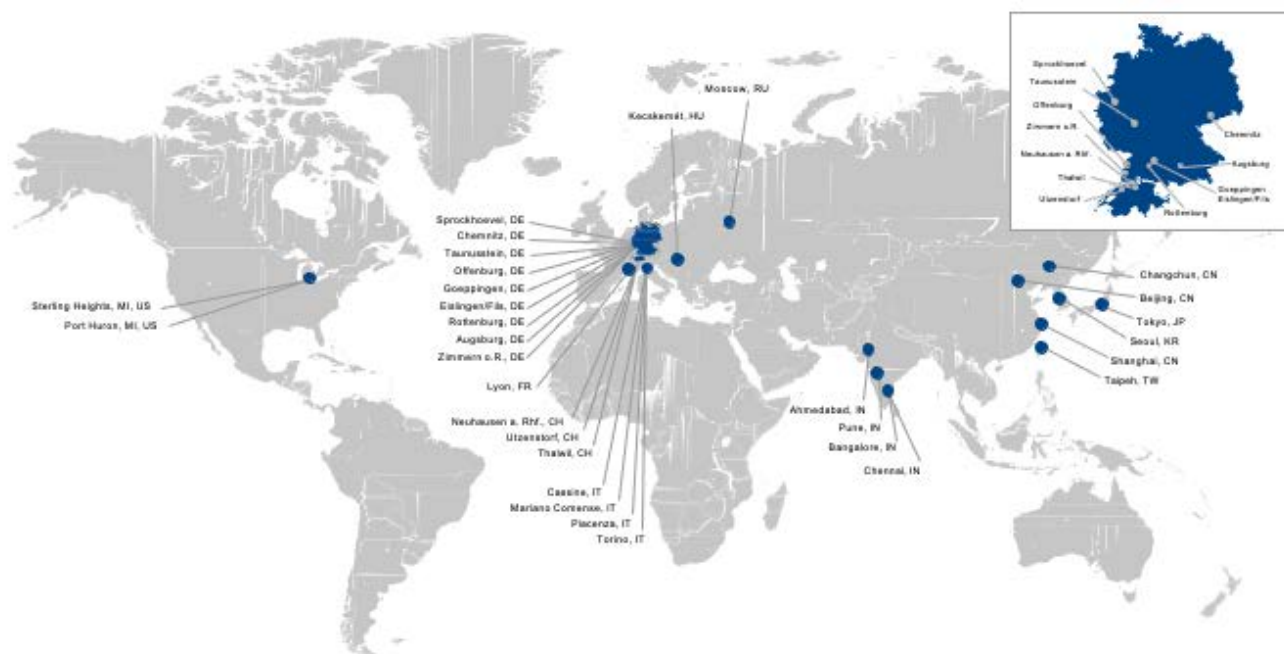 Moscow, RU
Kecskemét, HU
Sprockhoevel, DE
Chemnitz, DE
Taunusstein, DE
Offenburg, DE
Goeppingen, DE
Eislingen/Fils, DE
Rottenburg, DE
Augsburg, DE
Zimmern o.R., DE
Lyon, FR
Neuhausen a. Rhf., CH
Utzenstorf, CH
Thalwil, CH
Cassine, IT
Mariano Comense, IT
Piacenza, IT
Torino, IT
Sterling Heights, MI, US
Port Huron, MI, US
Ahmedabad, IN
Pune, IN
Bangalore, IN
Chennai, IN
Changchun, CN
Beijing, CN
Tokyo, JP
Seoul, KR
Shanghai, CN
Taipeh, TW
Sprockhoevel
Taunusstein
Offenburg
Zimmern o.R.
Neuhausen a. Rhf.
Thalwil
Utzenstorf
Chemnitz
Augsburg
Goeppingen
Eislingen/Fils
Rottenburg